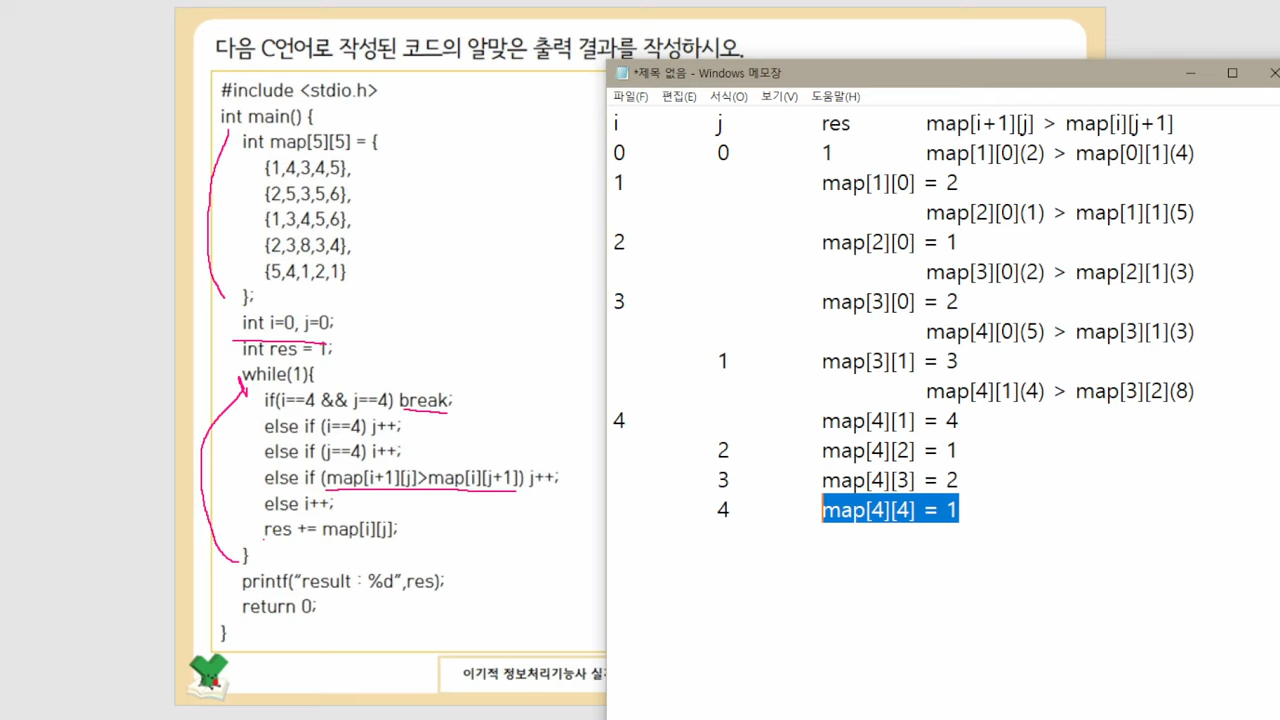 다음 C언어로 작성된 코드의 알맞은 출력 결과를 작성하시오.
#include <stdio.h>
int main() {
int map[5][5] = {
{1,4,3,4,5},
{2,5,3,5,6},
{1,3,4,5,6},
{2,3,8,3,4},
{5,4,1,2,1}
};
int i=0, j=0;
int res = 1;
while(1){
if(i==4 && j==4) break;
else if (i==4) j++;
else if (j==4) i++;
else if (map[i+1][j]>map[i][j+1]) j++;
else i++;
res += map[i][j];
}
printf("result : %d",res);
return 0;
}
이기적 정보처리기능사
*제목 없음 - Windows 메모장
파일(F) 편집(E) 서식(O) 보기(V) 도움말(H)
i j res map[i+1][j] > map[i][j+1]
0 0 1 map[1][0](2) > map[0][1](4)
1 map[1][0] = 2
map[2][0](1) > map[1][1](5)
2 map[2][0] = 1
map[3][0](2) > map[2][1](3)
3 map[3][0] = 2
map[4][0](5) > map[3][1](3)
1 map[3][1] = 3
map[4][1](4) > map[3][2](8)
4 map[4][1] = 4
2 map[4][2] = 1
3 map[4][3] = 2
4 map[4][4] = 1